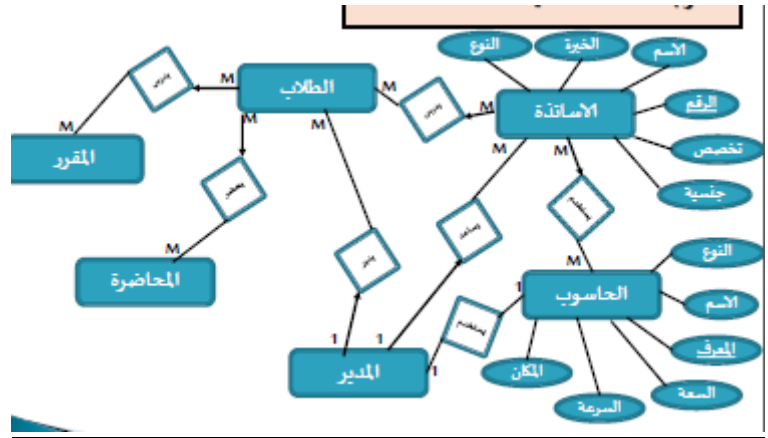 النوع
الخبرة
الاسم
الرقم
تخصص
جنسية
الاساتذة
M
M
M
يدرس
M
الطلاب
M
M
M
يدرس
M
المقرر
يحضر
M
المحاضرة
يدير
يساعد
يستخدم
M
الحاسوب
النوع
الاسم
المعرف
السعة
السرعة
المكان
1
يستخدم
1
1
1
المدير